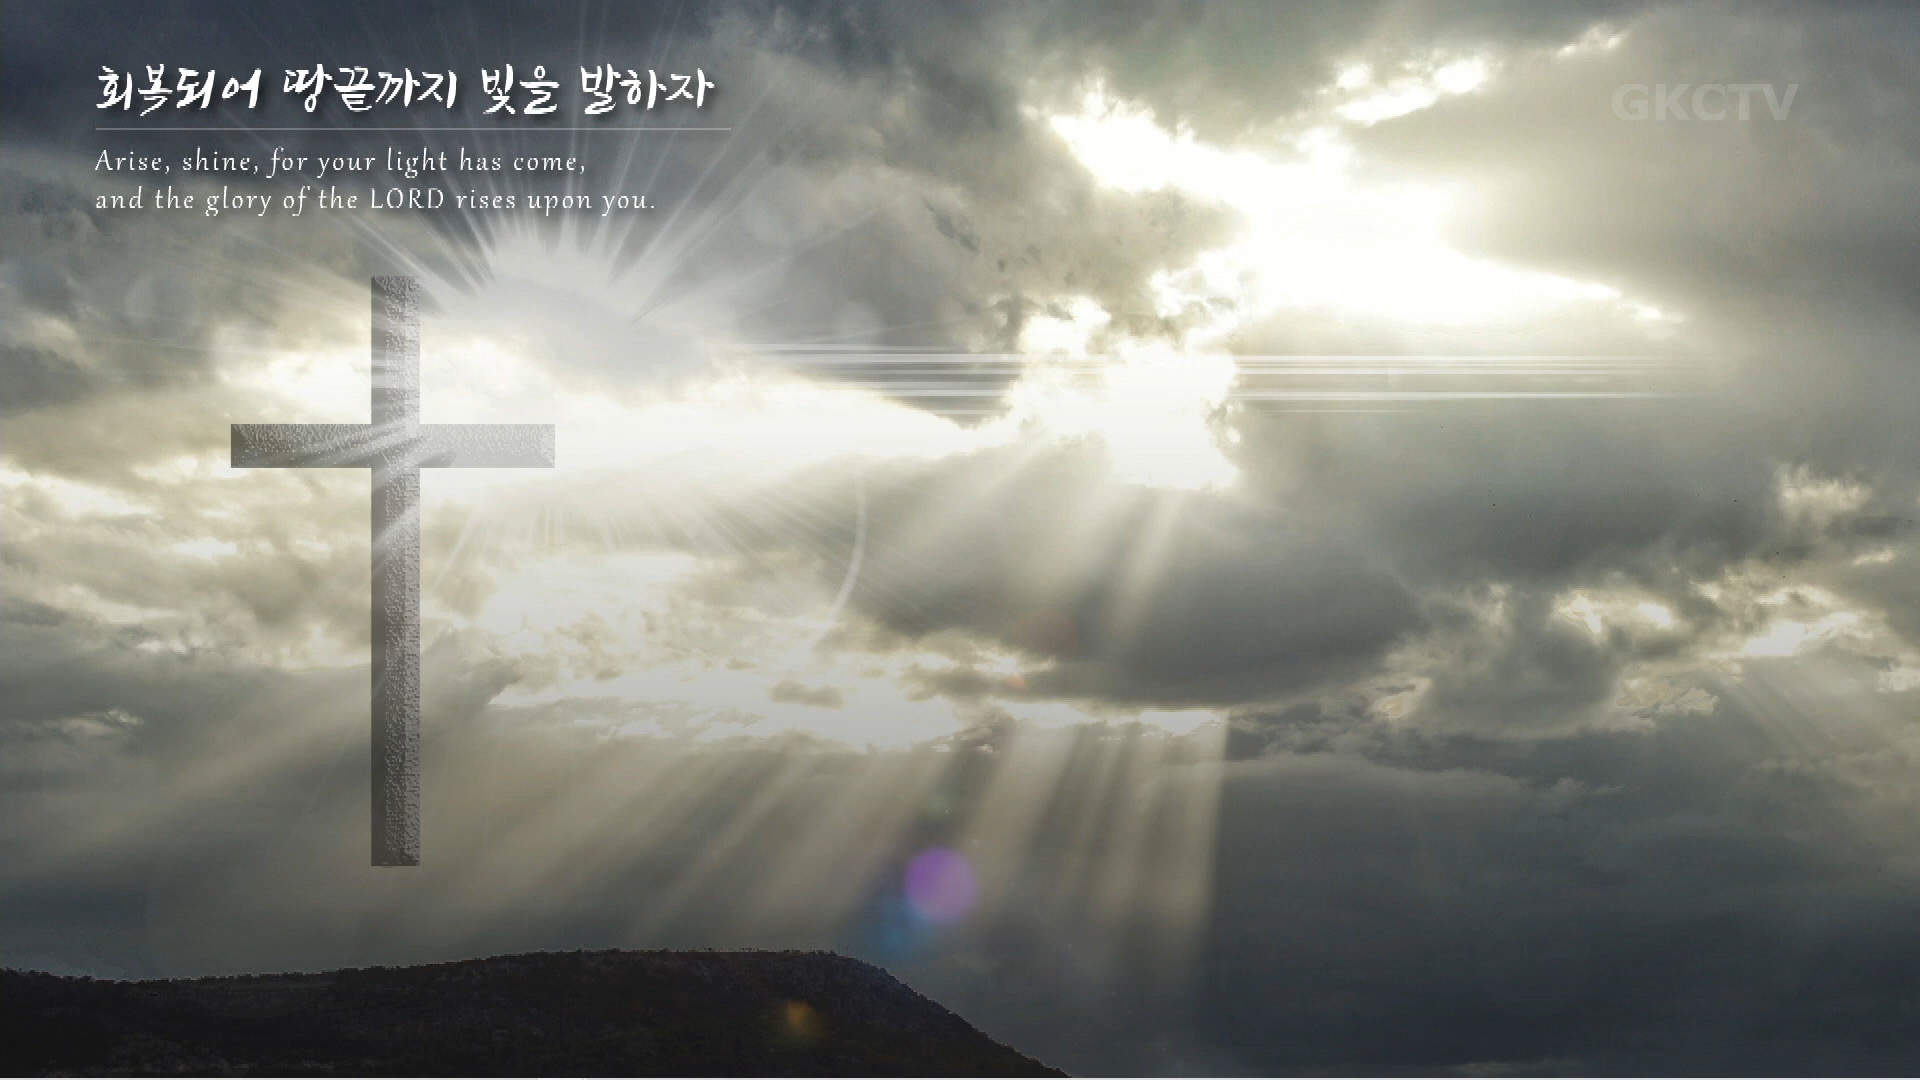 회복되어 땅끝까지 빛을 발하자
GKCTV
Arise, shine, for your light has come,
and the glory of the LORD rises upon you.